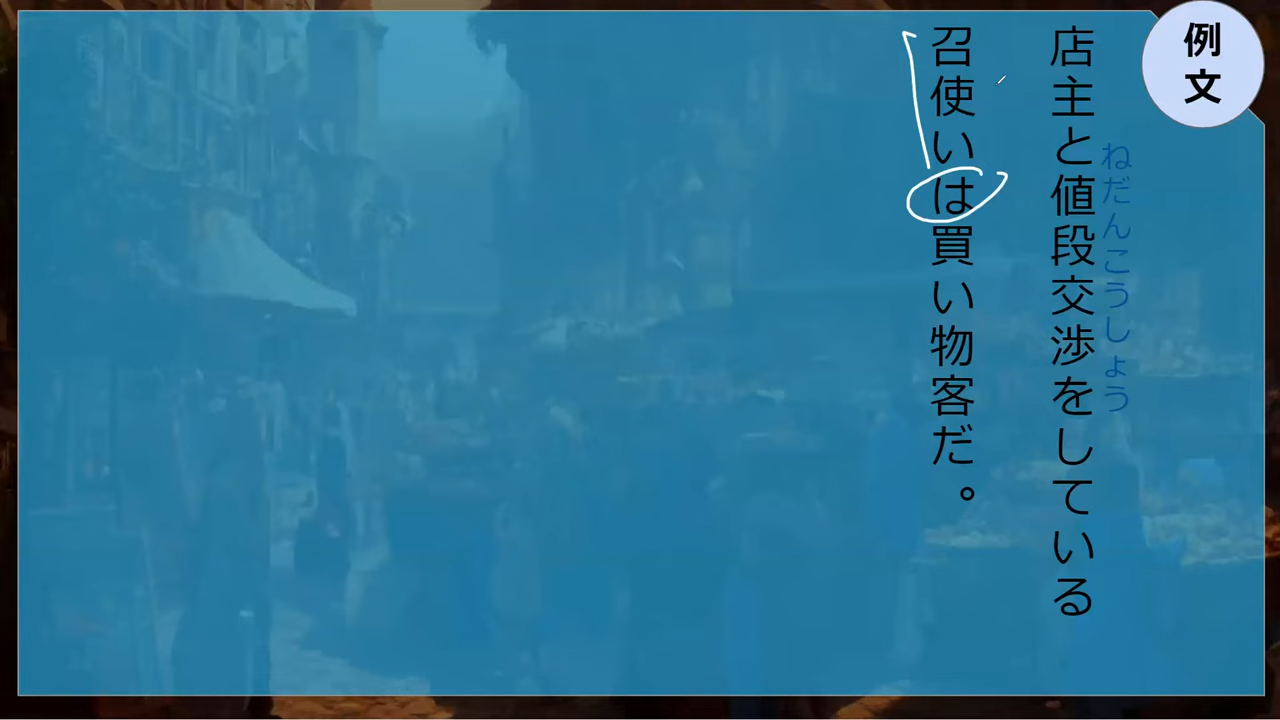 例文
ねだんこうしょう
店主と値段交渉をしている
召使いは買い物客だ。